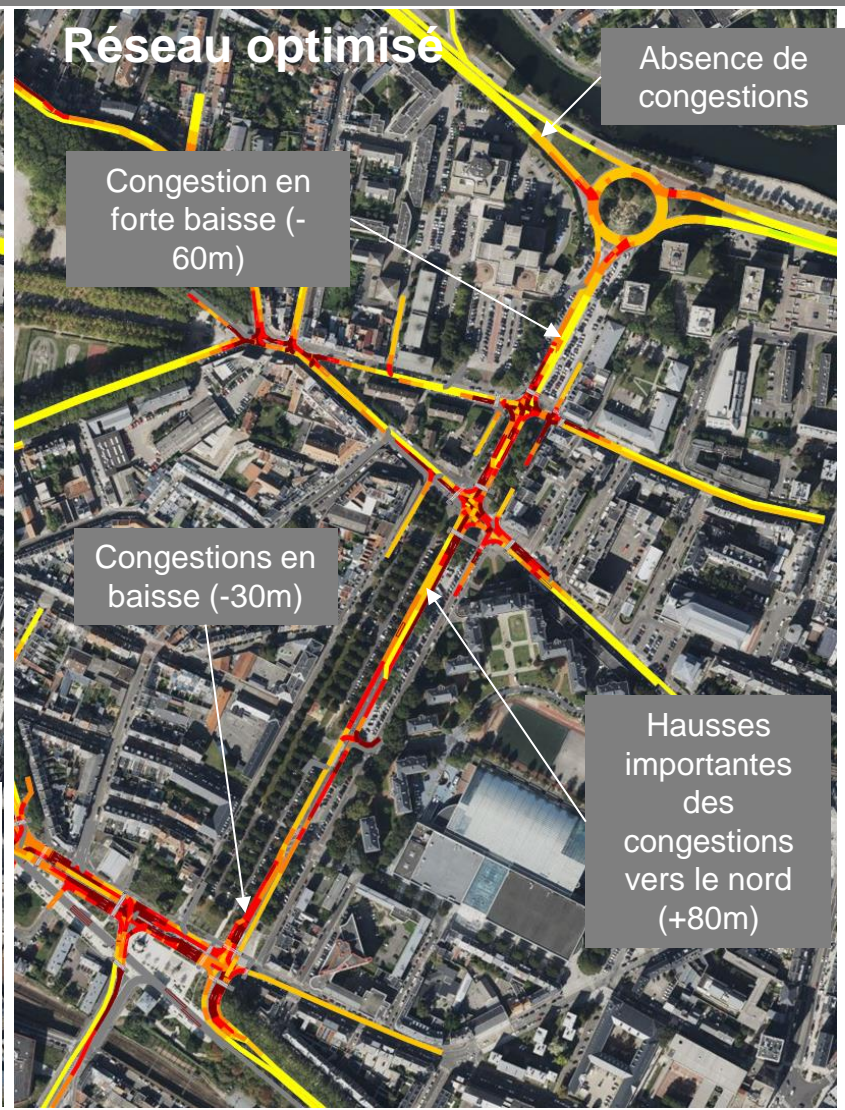 Réseau optimisé
Absence de
congestions
Congestion en
forte baisse (-
60m)
Congestions en
baisse (-30m)
Hausses
importantes
des
congestions
vers le nord
(+80m)